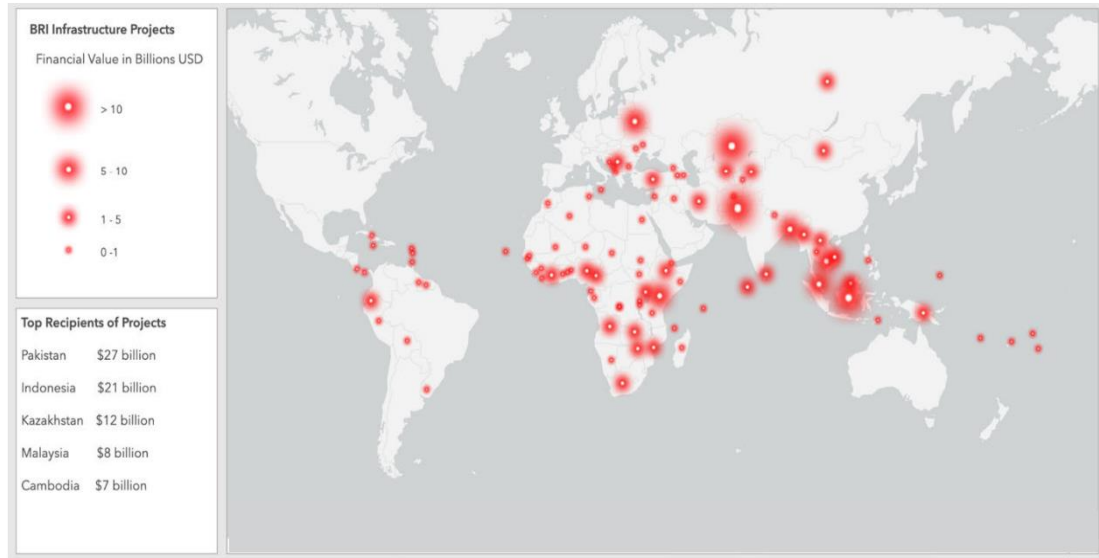 BRI Infrastructure Projects
Financial Value in Billions USD
> 10
5 - 10
1 - 5
0 -1
Top Recipients of Projects
Pakistan $27 billion
Indonesia $21 billion
Kazakhstan $12 billion
Malaysia $8 billion
Cambodia $7 billion